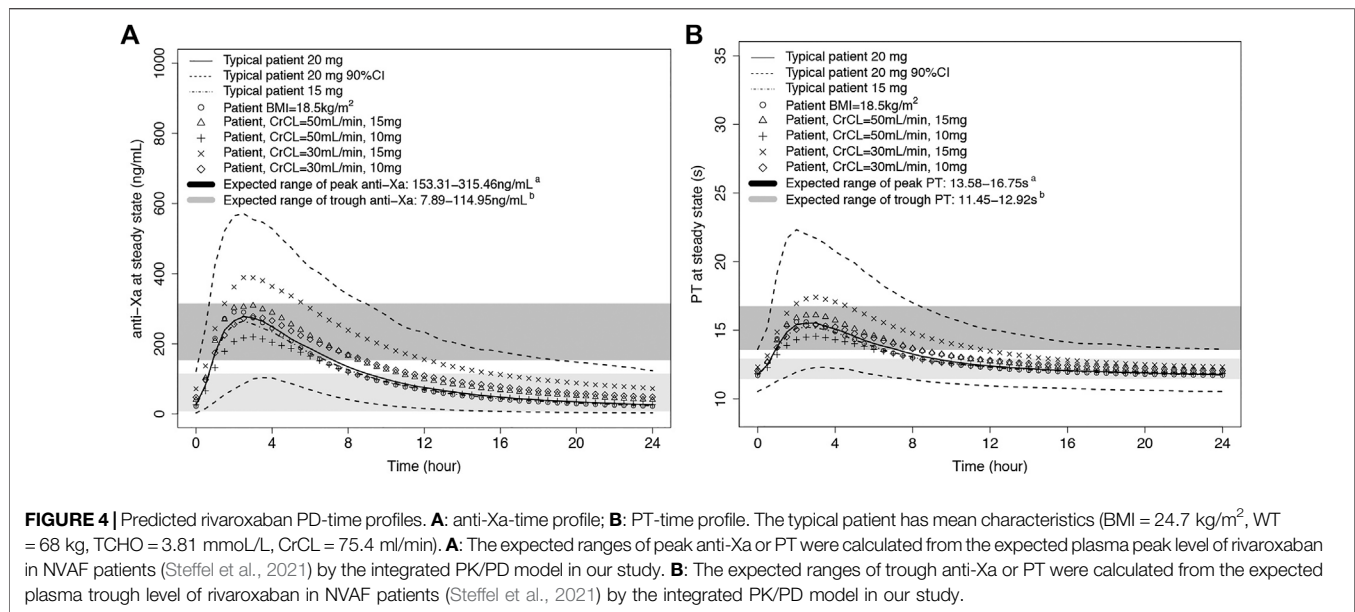 A
anti−Xa at steady state (ng/mL)
1000
800
600
400
200
0
Typical patient 20 mg
Typical patient 20 mg 90%CI
Typical patient 15 mg
Patient BMI=18.5kg/m²
Patient, CrCL=50mL/min, 15mg
Patient, CrCL=50mL/min, 10mg
Patient, CrCL=30mL/min, 15mg
Patient, CrCL=30mL/min, 10mg
Expected range of peak anti−Xa: 153.31−315.46ng/mL a
Expected range of trough anti−Xa: 7.89−114.95ng/mL b
0 4 8 12 16 20 24
Time (hour)
B
PT at steady state (s)
35
30
25
20
15
10
Typical patient 20 mg
Typical patient 20 mg 90%CI
Typical patient 15 mg
Patient BMI=18.5kg/m²
Patient, CrCL=50mL/min, 15mg
Patient, CrCL=50mL/min, 10mg
Patient, CrCL=30mL/min, 15mg
Patient, CrCL=30mL/min, 10mg
Expected range of peak PT: 13.58−16.75s a
Expected range of trough PT: 11.45−12.92s b
0 4 8 12 16 20 24
Time (hour)
FIGURE 4 | Predicted rivaroxaban PD-time profiles. A: anti-Xa-time profile; B: PT-time profile. The typical patient has mean characteristics (BMI = 24.7 kg/m², WT
= 68 kg, TCHO = 3.81 mmoL/L, CrCL = 75.4 ml/min). A: The expected ranges of peak anti-Xa or PT were calculated from the expected plasma peak level of rivaroxaban
in NVAF patients (Steffel et al., 2021) by the integrated PK/PD model in our study. B: The expected ranges of trough anti-Xa or PT were calculated from the expected
plasma trough level of rivaroxaban in NVAF patients (Steffel et al., 2021) by the integrated PK/PD model in our study.